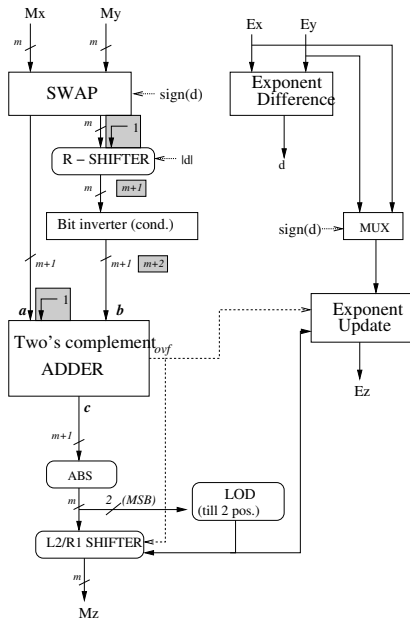 Mx My Ex Ey
m m
SWAP
sign(d)
Exponent
Difference
m 1
R - SHIFTER
|d|
d
m m+1
Bit inverter (cond.)
sign(d)
MUX
m+1 m+1 m+2
1
a b
Exponent
Update
Two's complement
ovf
ADDER
Ez
c
m+1
ABS
m 2 (MSB)
LOD
(till 2 pos.)
L2/R1 SHIFTER
m
Mz